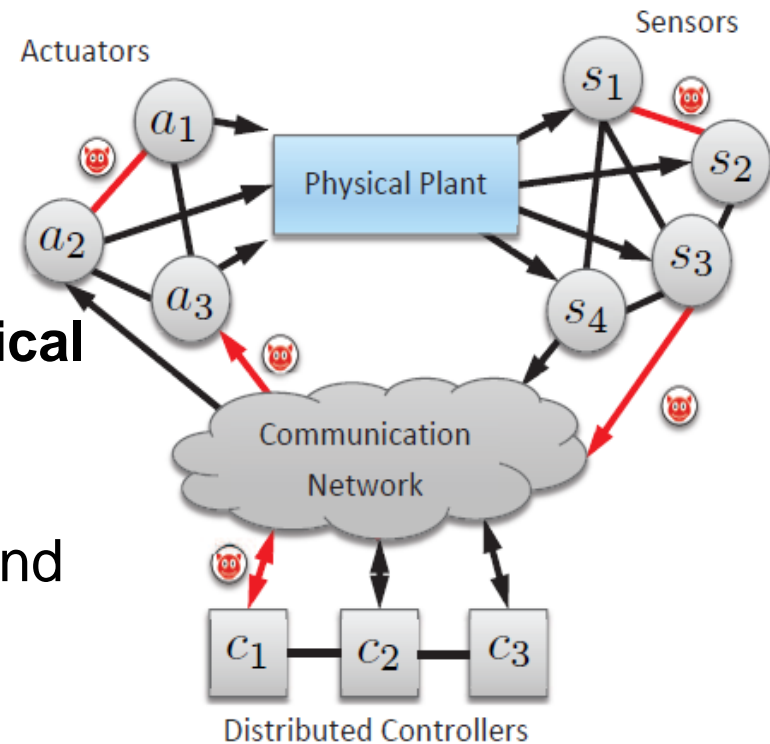 Sensors
Actuators
s1
a1
s2
Physical Plant
a2
s3
a3
s4
ical
Communication
Network
nd
c1
c2
c3
Distributed Controllers